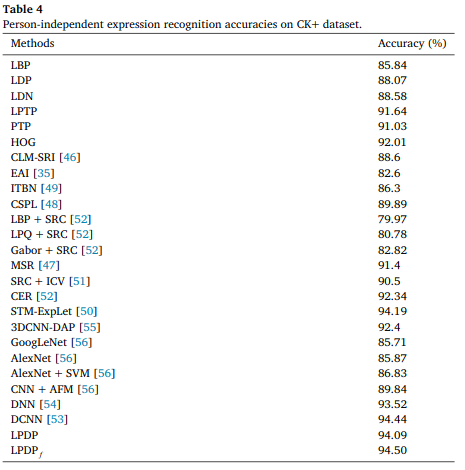 Table 4
Person-independent expression recognition accuracies on CK+ dataset.
Methods Accuracy (%)
LBP 85.84
LDP 88.07
LDN 88.58
LPTP 91.64
PTP 91.03
HOG 92.01
CLM-SRI [46] 88.6
EAI [35] 82.6
ITBN [49] 86.3
CSPL [48] 89.89
LBP + SRC [52] 79.97
LPQ + SRC [52] 80.78
Gabor + SRC [52] 82.82
MSR [47] 91.4
SRC + ICV [51] 90.5
CER [52] 92.34
STM-ExpLet [50] 94.19
3DCNN-DAP [55] 92.4
GoogLeNet [56] 85.71
AlexNet [56] 85.87
AlexNet + SVM [56] 86.83
CNN + AFM [56] 89.84
DNN [54] 93.52
DCNN [53] 94.44
LPDP 94.09
LPDPf 94.50